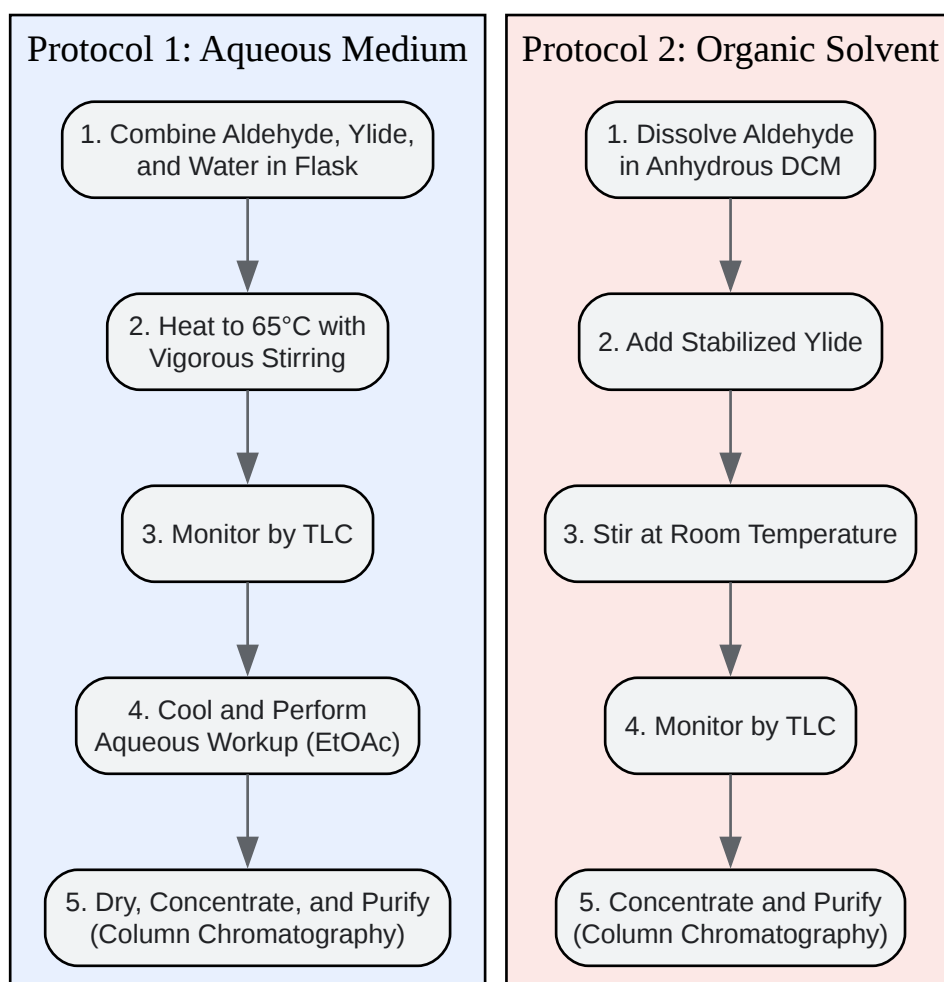 Protocol 1: Aqueous Medium
1. Combine Aldehyde, Ylide,
and Water in Flask
2. Heat to 65°C with
Vigorous Stirring
3. Monitor by TLC
4. Cool and Perform
Aqueous Workup (EtOAc)
5. Dry, Concentrate, and Purify
(Column Chromatography)
Protocol 2: Organic Solvent
1. Dissolve Aldehyde
in Anhydrous DCM
2. Add Stabilized Ylide
3. Stir at Room Temperature
4. Monitor by TLC
5. Concentrate and Purify
(Column Chromatography)